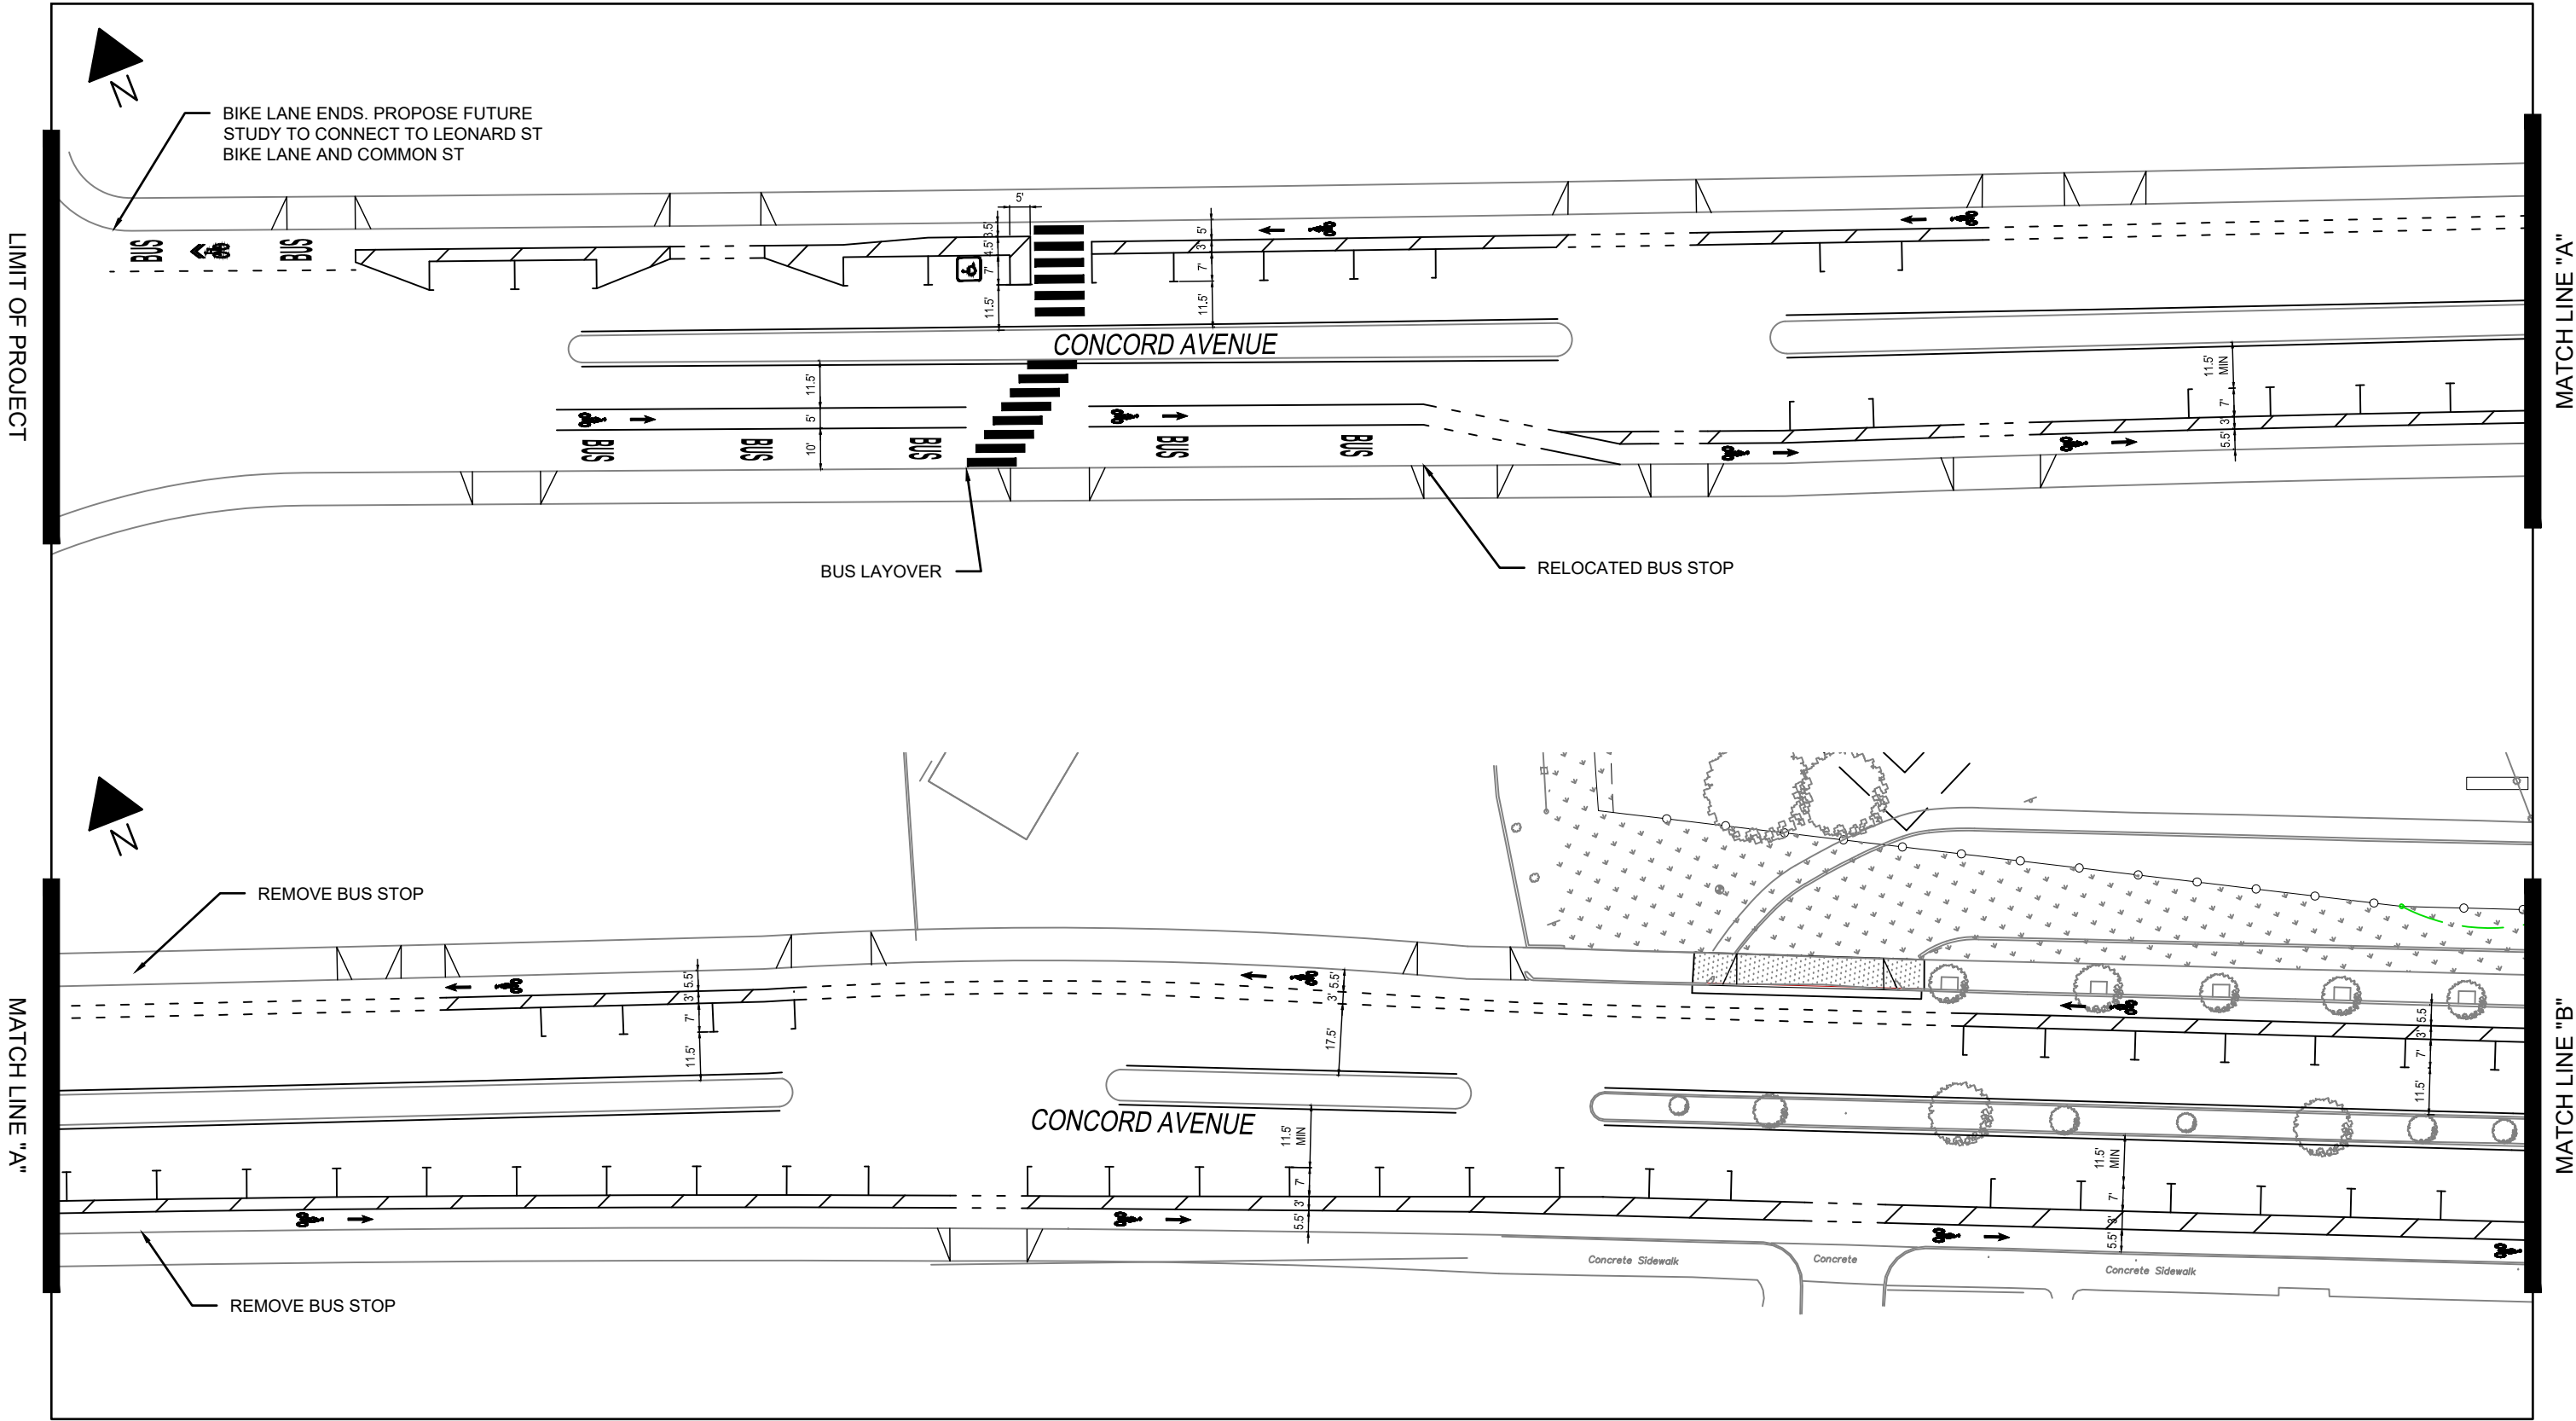 N
BIKE LANE ENDS. PROPOSE FUTURE
STUDY TO CONNECT TO LEONARD ST
BIKE LANE AND COMMON ST
LIMIT OF PROJECT
MATCH LINE "A"
BUS
BUS
5'
3.5'
4.5'
7'
11.5'
5'
3'
7'
11.5'
CONCORD AVENUE
11.5'
5'
10'
11.5'
MIN
7'
3'
5.5'
BUS
BUS
BUS
BUS
BUS
BUS LAYOVER
RELOCATED BUS STOP
N
REMOVE BUS STOP
MATCH LINE "A"
MATCH LINE "B"
5.5'
3'
7'
11.5'
5.5'
3'
17.5'
5.5
3'
7'
11.5'
CONCORD AVENUE
11.5'
MIN
7'
3'
5.5'
11.5'
MIN
7'
3'
5.5'
Concrete Sidewalk
Concrete
Concrete Sidewalk
REMOVE BUS STOP